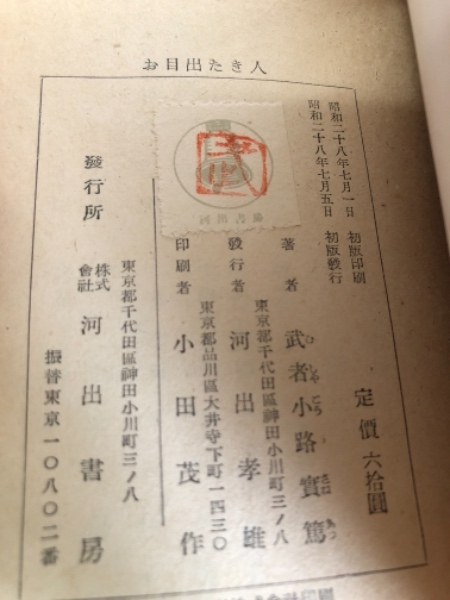 お目出たき人
昭和二十八年七月一日　初版印刷
昭和二十八年七月五日　初版發行
定價　六拾圓
著者　武者小路實篤
東京都千代田區神田小川町三ノ八
發行者　河出孝雄
東京都品川區大井寺下町一四三〇
印刷者　小田茂作
發行所
東京都千代田區神田小川町三ノ八
株式會社　河出書房
振替東京一〇八〇二番
河出書房